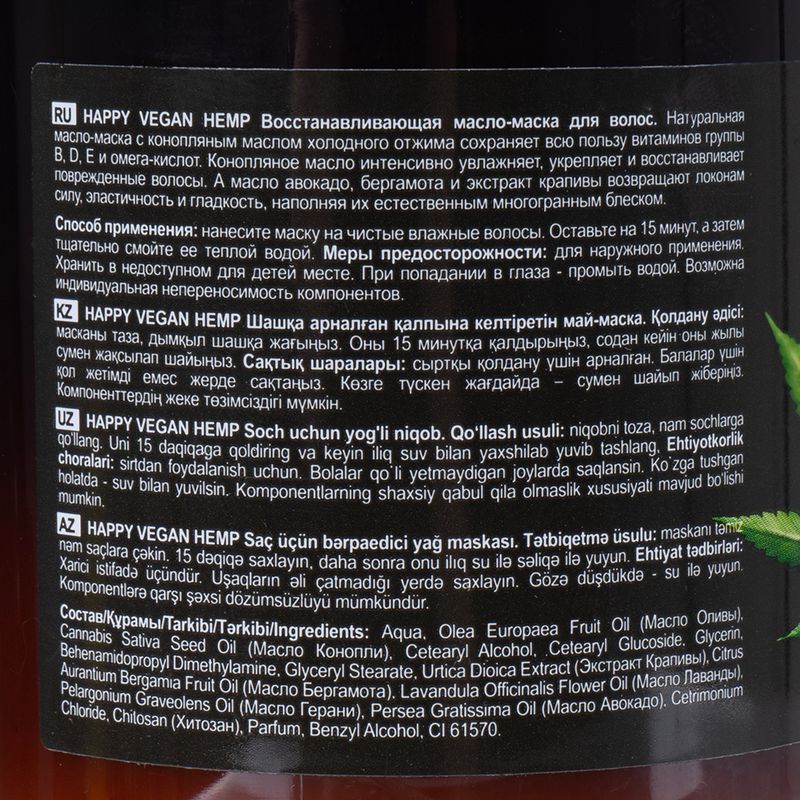 RU HAPPY VEGAN HEMP Восстанавливающая масло-маска для волос. Натуральная
масло-маска с конопляным маслом холодного отжима сохраняет всю пользу витаминов группы
B, D, E и омега-кислот. Конопляное масло интенсивно увлажняет, укрепляет и восстанавливает
поврежденные волосы. А масло авокадо, бергамота и экстракт крапивы возвращают локонам
силу, эластичность и гладкость, наполняя их естественным многогранным блеском.
Способ применения: нанесите маску на чистые влажные волосы. Оставьте на 15 минут, а затем
тщательно смойте ее теплой водой. Меры предосторожности: для наружного применения.
Хранить в недоступном для детей месте. При попадании в глаза - промыть водой. Возможна
индивидуальная непереносимость компонентов.
KZ HAPPY VEGAN HEMP Шашқа арналған қалпына келтіретін май-маска. Қолдану әдісі:
масканы таза, дымқыл шашқа жағыңыз. Оны 15 минутқа қалдырыңыз, содан кейін оны жылы
сумен жақсылап шайыңыз. Сақтық шаралары: сыртқы қолдану үшін арналған. Балалар үшін
қол жетімді емес жерде сақтаңыз. Көзге түскен жағдайда – сумен шайып жіберіңіз.
Компоненттердің жеке төзімсіздігі мүмкін.
UZ HAPPY VEGAN HEMP Soch uchun yog'li niqob. Qo'llash usuli: niqobni toza, nam sochlarga
qo'llang. Uni 15 daqiqaga qoldiring va keyin iliq suv bilan yaxshilab yuvib tashlang, Ehtiyotkorlik
choralari: sirtdan foydalanish uchun. Bolalar qo`li yetmaydigan joylarda saqlansin. Ko`zga tushgan
holatda - suv bilan yuvilsin. Komponentlarning shaxsiy qabul qila olmaslik xususiyati mavjud bo'lishi
mumkin.
AZ HAPPY VEGAN HEMP Saç üçün bərpaedici yağ maskası. Tətbiqetmə üsulu: maskanı təmiz
nəm saçlara çəkin. 15 dəqiqə saxlayın, daha sonra onu ilıq su ilə səliqə ilə yuyun. Ehtiyat tədbirləri:
Xarici istifadə üçündür. Uşaqların əli çatmadığı yerdə saxlayın. Gözə düşdükdə - su ilə yuyun.
Komponentlərə qarşı şəxsi dözümsüzlüyü mümkündür.
Состав/Құрамы/Tarkibi/Tərkibi/Ingredients: Aqua, Olea Europaea Fruit Oil (Масло Оливы),
Cannabis Sativa Seed Oil (Масло Конопли), Cetearyl Alcohol, Cetearyl Glucoside, Glycerin,
Behenamidopropyl Dimethylamine, Glyceryl Stearate, Urtica Dioica Extract (Экстракт Крапивы), Citrus
Aurantium Bergamia Fruit Oil (Масло Бергамота), Lavandula Officinalis Flower Oil (Масло Лаванды),
Pelargonium Graveolens Oil (Масло Герани), Persea Gratissima Oil (Масло Авокадо), Cetrimonium
Chloride, Chitosan (Хитозан), Parfum, Benzyl Alcohol, CI 61570.